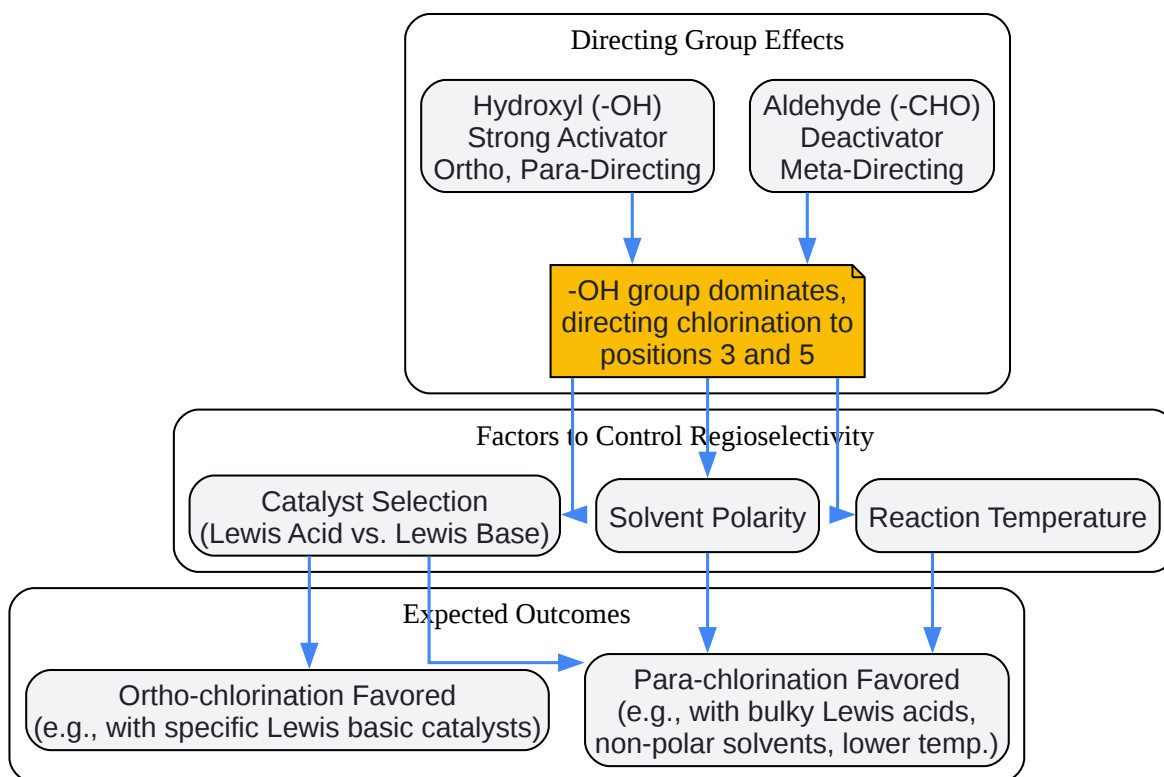 Directing Group Effects
Hydroxyl (-OH)
Strong Activator
Ortho, Para-Directing
Aldehyde (-CHO)
Deactivator
Meta-Directing
-OH group dominates,
directing chlorination to
positions 3 and 5
Factors to Control Regioselectivity
Catalyst Selection
(Lewis Acid vs. Lewis Base)
Solvent Polarity
Reaction Temperature
Expected Outcomes
Ortho-chlorination Favored
(e.g., with specific Lewis basic catalysts)
Para-chlorination Favored
(e.g., with bulky Lewis acids,
non-polar solvents, lower temp.)